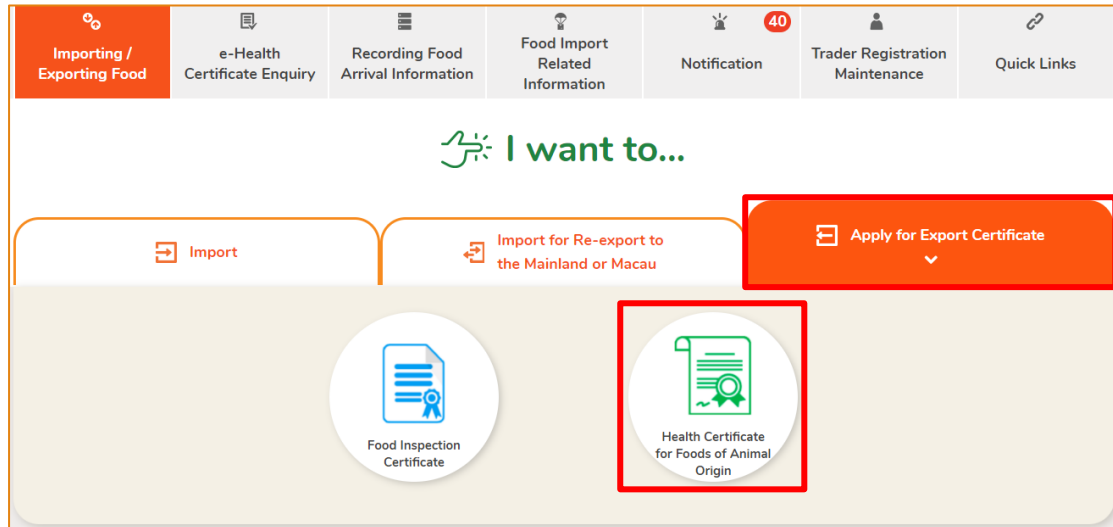 Importing /
Exporting Food
e-Health
Certificate Enquiry
Recording Food
Arrival Information
Food Import
Related
Information
40
Notification
Trader Registration
Maintenance
Quick Links
I want to...
Import
Import for Re-export to
the Mainland or Macau
Apply for Export Certificate
Food Inspection
Certificate
Health Certificate
for Foods of Animal
Origin